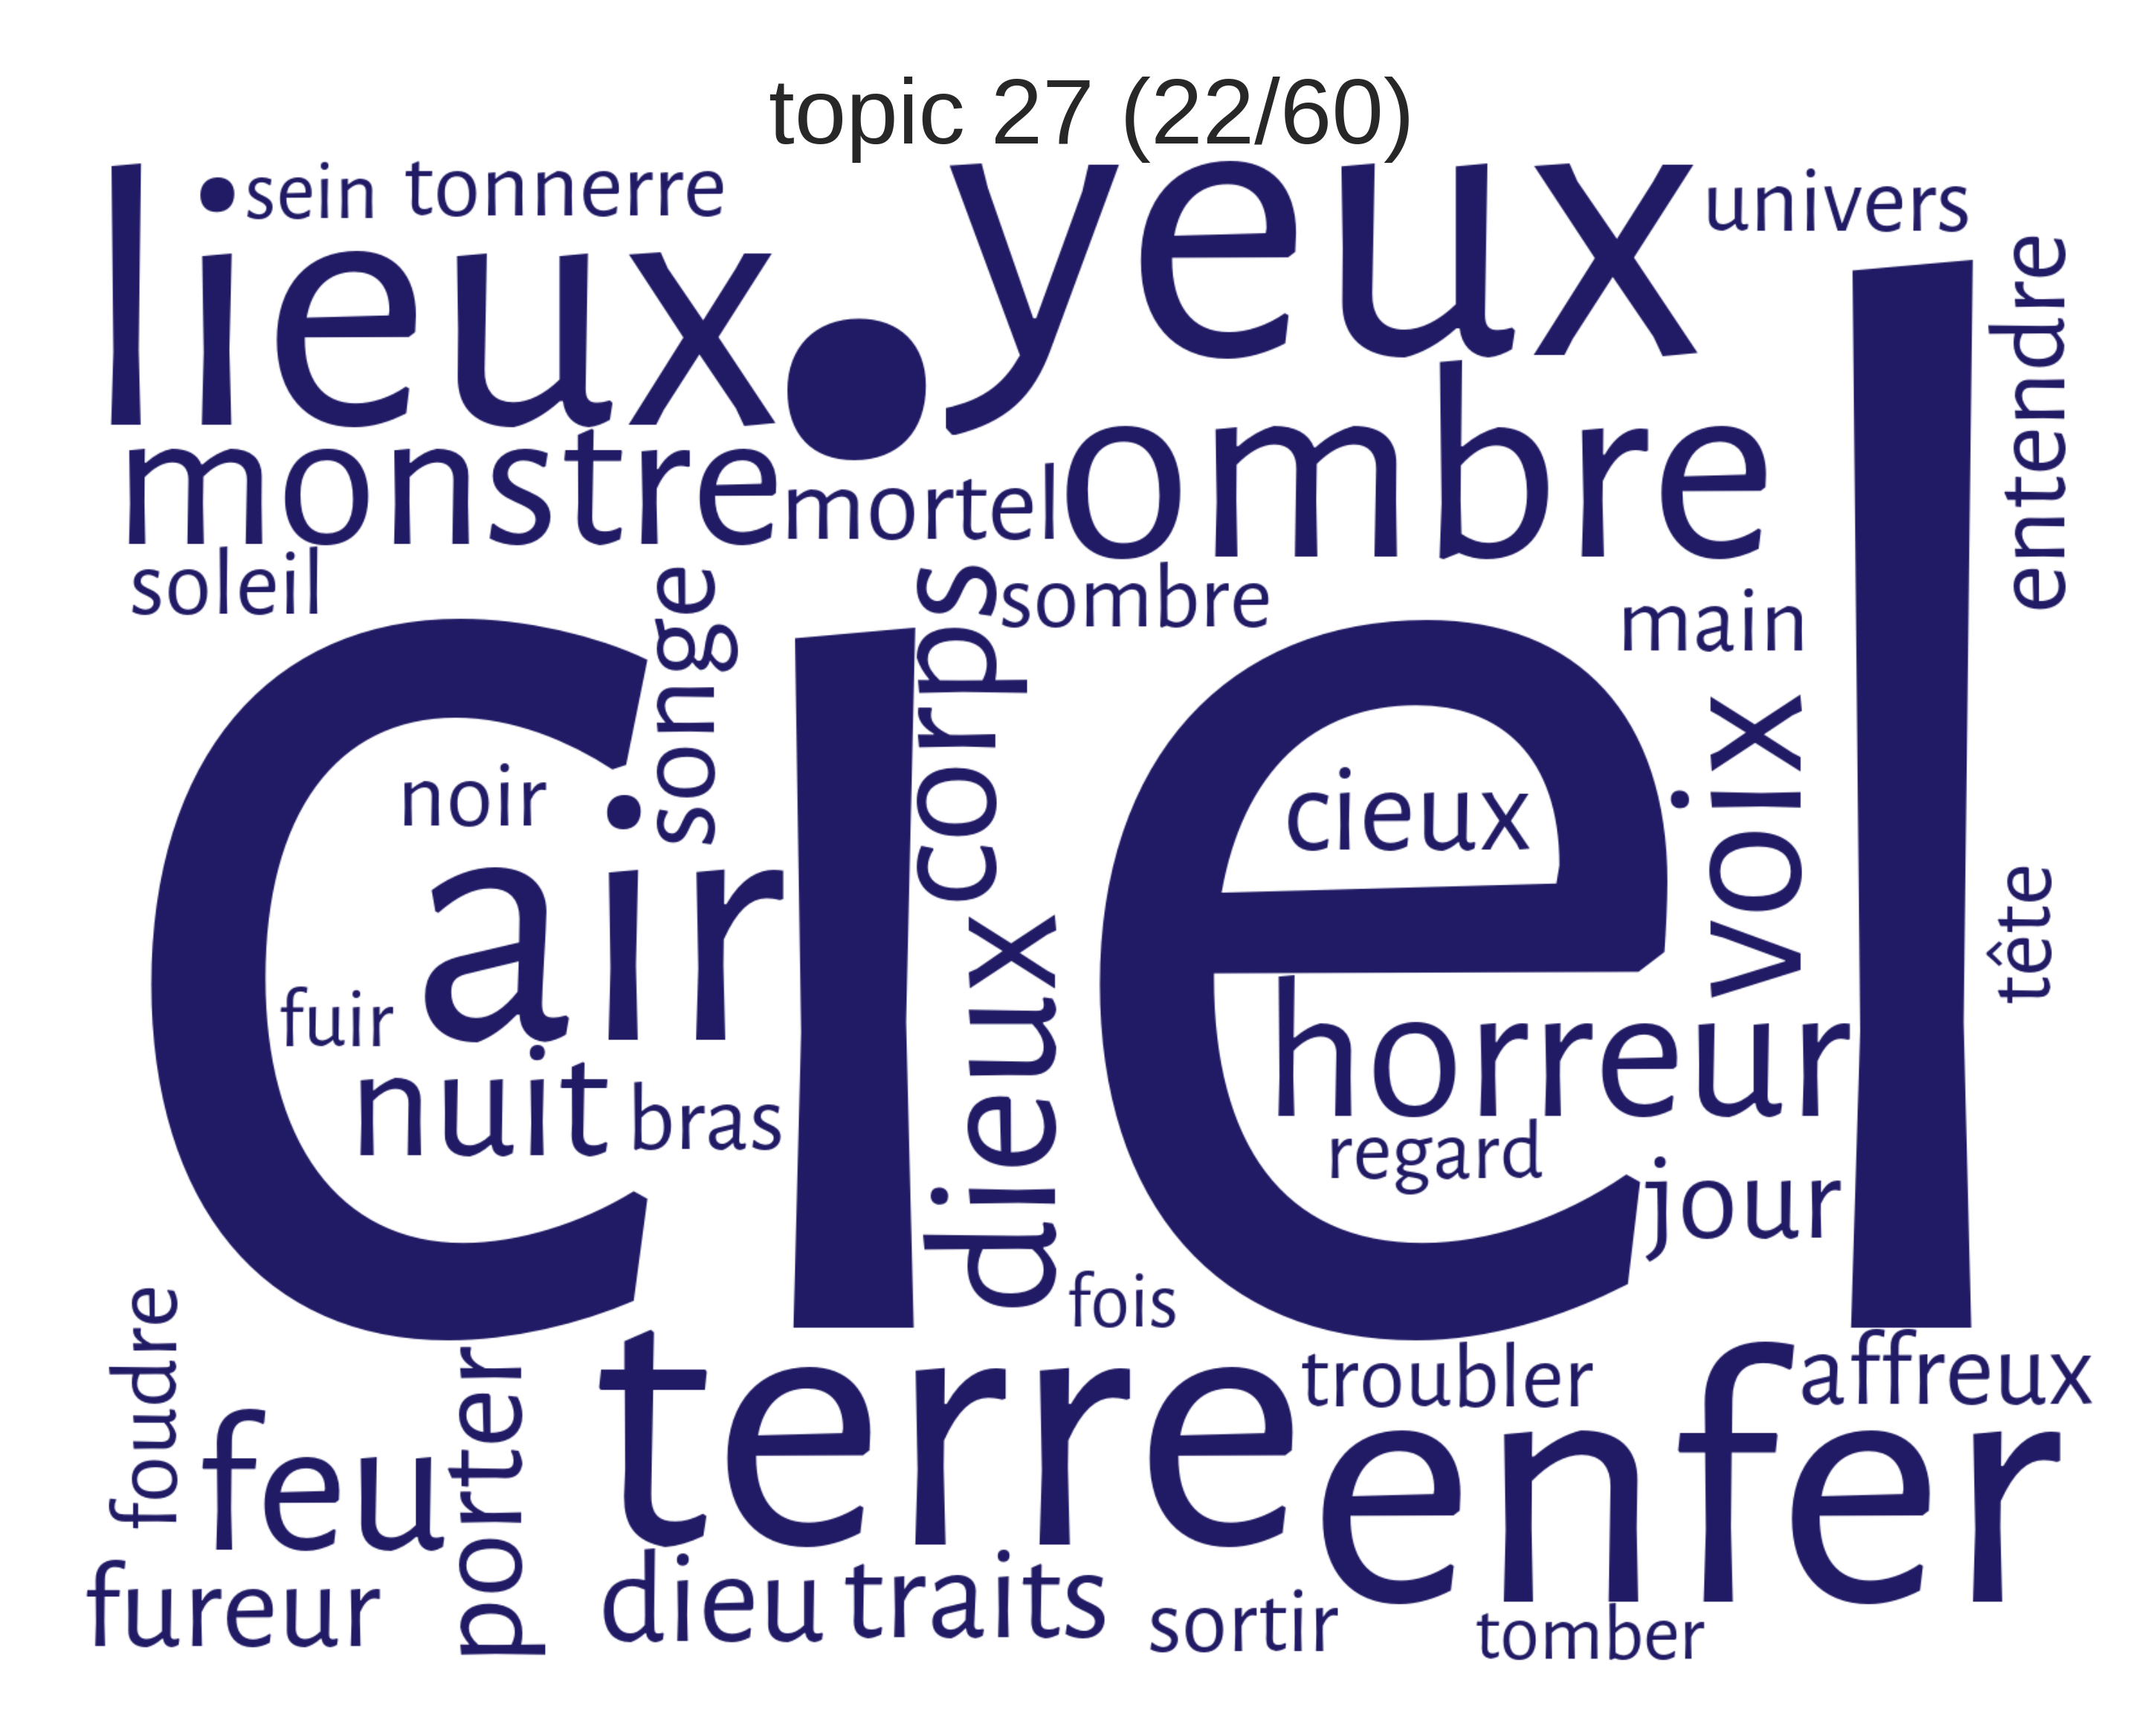 topic 27 (22//60)
sein tonnerre
yeux
univers
lieux
entendre
monstre
mortel
ombre
soleil
songe
corps
sombre
main
ciel
noir
cieux
voix
air
tête
fuir
dieux
horreur
nuit
bras
regard
jour
fois
foudre
porter
terre
troubler
affreux
feu
enfer
fureur
dieu
traits
sortir
tomber